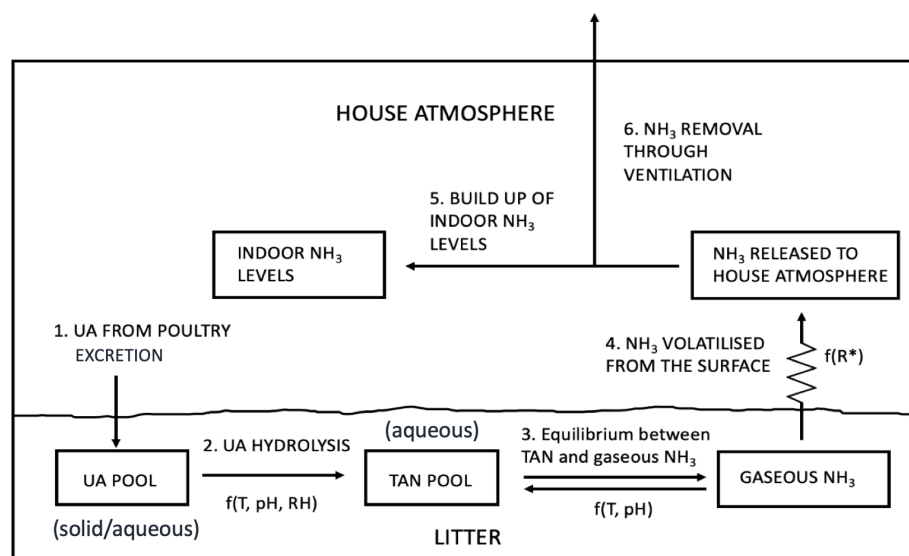 HOUSE ATMOSPHERE
6. NH₃ REMOVAL
THROUGH
VENTILATION
5. BUILD UP OF
INDOOR NH₃
LEVELS
INDOOR NH₃
LEVELS
NH₃ RELEASED TO
HOUSE ATMOSPHERE
1. UA FROM POULTRY
EXCRETION
4. NH₃ VOLATILISED
FROM THE SURFACE
f(R*)
(aqueous)
2. UA HYDROLYSIS
3. Equilibrium between
TAN and gaseous NH₃
UA POOL
TAN POOL
GASEOUS NH₃
f(T, pH, RH)
f(T, pH)
(solid/aqueous)
LITTER